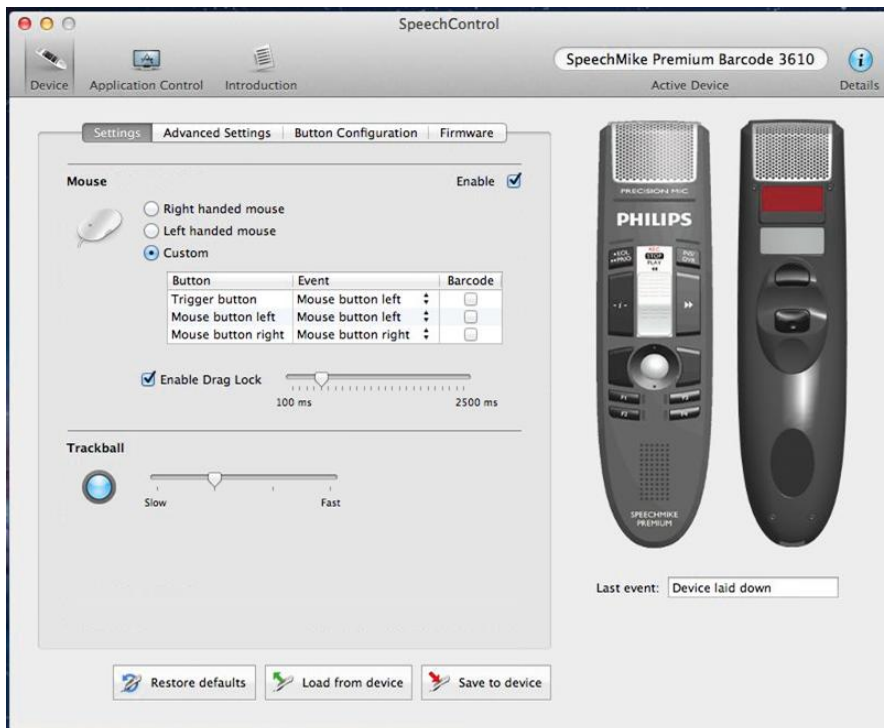 SpeechControl
SpeechMike Premium Barcode 3610
Device Application Control Introduction Active Device Details
Settings Advanced Settings Button Configuration Firmware
Mouse Enable
Right handed mouse
Left handed mouse
Custom
Button Event Barcode
Trigger button Mouse button left
Mouse button left Mouse button left
Mouse button right Mouse button right
Enable Drag Lock
100 ms 2500 ms
Trackball
Slow Fast
PRECISION MIC
PHILIPS
REC
STOP
PLAY
-i-
F1 F3
F2 F4
SPEECHMIKE
PREMIUM
Last event: Device laid down
Restore defaults Load from device Save to device